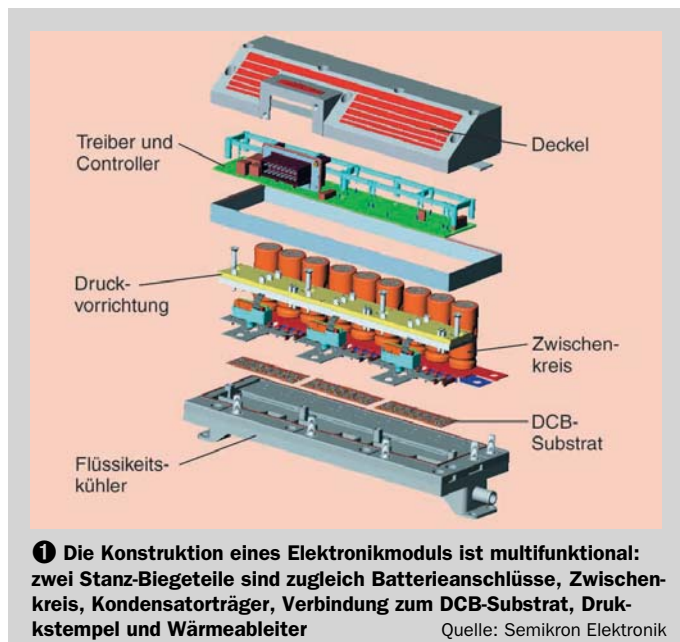 Treiber und
Controller
Deckel
Druck-
vorrichtung
Zwischen-
kreis
DCB-
Substrat
Flüssikeits-
kühler
❶ Die Konstruktion eines Elektronikmoduls ist multifunktional:
zwei Stanz-Biegeteile sind zugleich Batterieanschlüsse, Zwischen-
kreis, Kondensatorträger, Verbindung zum DCB-Substrat, Druk-
kstempel und Wärmeableiter Quelle: Semikron Elektronik